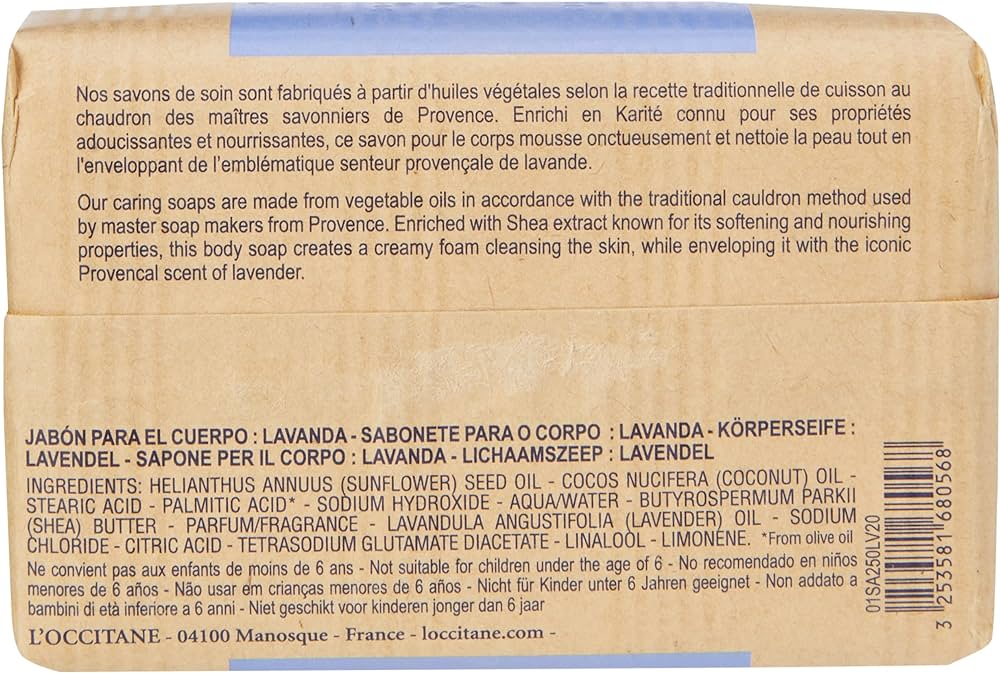 Nos savons de soin sont fabriqués à partir d'huiles végétales selon la recette traditionnelle de cuisson au
chaudron des maîtres savonniers de Provence. Enrichi en Karité connu pour ses propriétés
adoucissantes et nourrissantes, ce savon pour le corps mousse onctueusement et nettoie la peau tout en
l'enveloppant de l'emblématique senteur provençale de lavande.
Our caring soaps are made from vegetable oils in accordance with the traditional cauldron method used
by master soap makers from Provence. Enriched with Shea extract known for its softening and nourishing
properties, this body soap creates a creamy foam cleansing the skin, while enveloping it with the iconic
Provencal scent of lavender.
JABÓN PARA EL CUERPO : LAVANDA - SABONETE PARA O CORPO : LAVANDA - KÖRPERSEIFE :
LAVENDEL - SAPONE PER IL CORPO : LAVANDA - LICHAAMSZEEP : LAVENDEL
INGREDIENTS: HELIANTHUS ANNUUS (SUNFLOWER) SEED OIL - COCOS NUCIFERA (COCONUT) OIL -
STEARIC ACID - PALMITIC ACID* - SODIUM HYDROXIDE - AQUA/WATER - BUTYROSPERMUM PARKII
(SHEA) BUTTER - PARFUM/FRAGRANCE - LAVANDULA ANGUSTIFOLIA (LAVENDER) OIL - SODIUM
CHLORIDE - CITRIC ACID - TETRASODIUM GLUTAMATE DIACETATE - LINALOOL - LIMONENE. *From olive oil
Ne convient pas aux enfants de moins de 6 ans - Not suitable for children under the age of 6 - No recomendado en niños
menores de 6 años - Não usar em crianças menores de 6 años - Nicht für Kinder unter 6 Jahren geeignet - Non addato a
bambini di età inferiore a 6 anni - Niet geschikt voor kinderen jonger dan 6 jaar
L'OCCITANE - 04100 Manosque - France - loccitane.com -
01SA250LV20
3 253581 680568